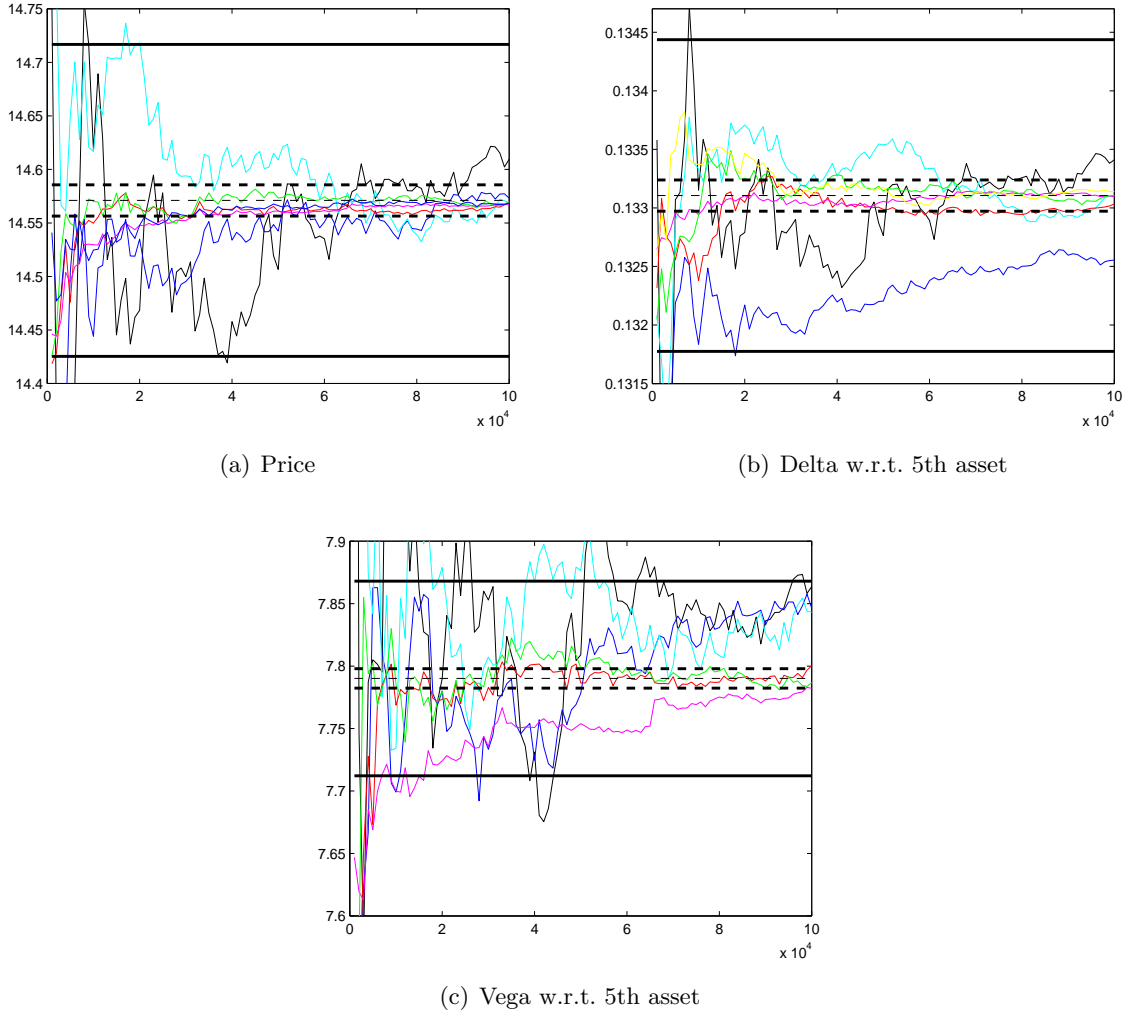 14.75
14.7
14.65
14.6
14.55
14.5
14.45
14.4
0 2 4 6 8 10
x 10^4
(a) Price
0.1345
0.134
0.1335
0.133
0.1325
0.132
0.1315
0 2 4 6 8 10
x 10^4
(b) Delta w.r.t. 5th asset
7.9
7.85
7.8
7.75
7.7
7.65
7.6
0 2 4 6 8 10
x 10^4
(c) Vega w.r.t. 5th asset